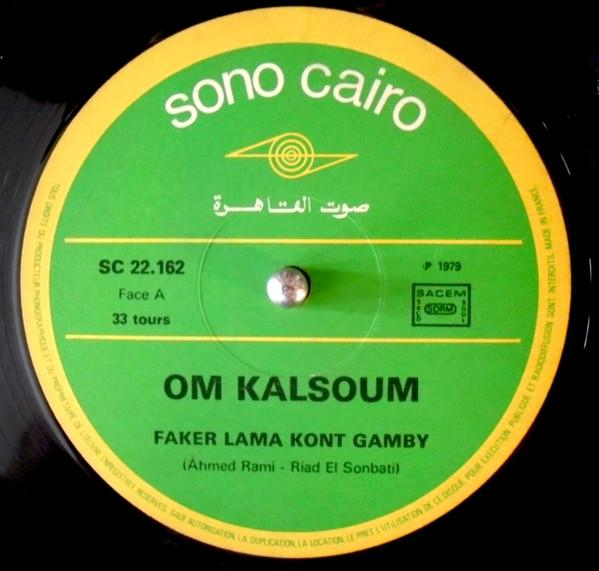 sono cairo
صوت القاهرة
SC 22.162
Face A
33 tours
℗ 1979
SACEM
SACD
SDRM
SGDL
OM KALSOUM
FAKER LAMA KONT GAMBY
(Ahmed Rami - Riad El Sonbati)
TOUS DROITS DU PRODUCTEUR PHONOGRAPHIQUE ET DU PROPRIETAIRE DE L'ŒUVRE ENREGISTREE RESERVES. SAUF AUTORISATION, LA DUPLICATION, LA LOCATION, LE PRET, L'UTILISATION DE CE DISQUE POUR EXECUTION PUBLIQUE ET RADIODIFFUSION SONT INTERDITS. MADE IN FRANCE.